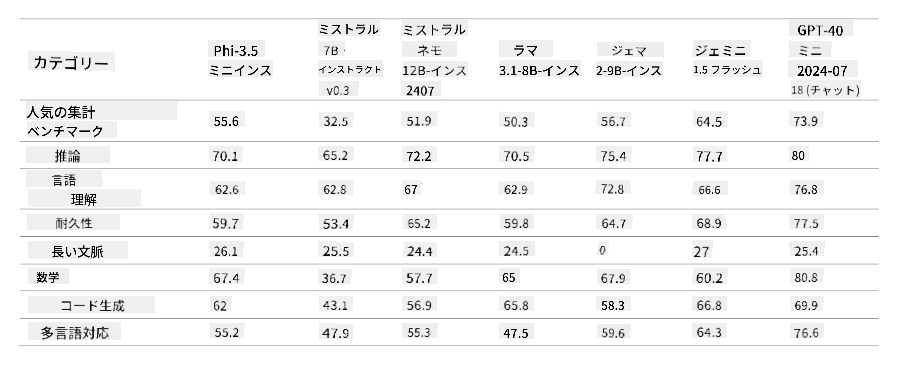 カテゴリー Phi-3.5 ミニインス ミストラル 7B · インストラクト v0.3 ミストラル ネモ 12B-インス 2407 ラマ 3.1-8B-インス ジェマ 2-9B-インス ジェミニ 1.5 フラッシュ GPT-40 ミニ 2024-07 18 (チャット)
人気の集計 ベンチマーク 55.6 32.5 51.9 50.3 56.7 64.5 73.9
推論 70.1 65.2 72.2 70.5 75.4 77.7 80
言語 理解 62.6 62.8 67 62.9 72.8 66.6 76.8
耐久性 59.7 53.4 65.2 59.8 64.7 68.9 77.5
長い文脈 26.1 25.5 24.4 24.5 0 27 25.4
数学 67.4 36.7 57.7 65 67.9 60.2 80.8
コード生成 62 43.1 56.9 65.8 58.3 66.8 69.9
多言語対応 55.2 47.9 55.3 47.5 59.6 64.3 76.6